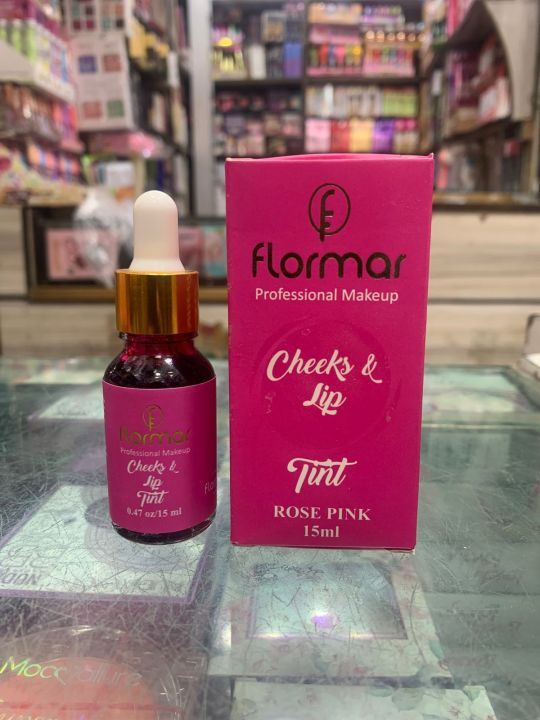 flormar
Professional Makeup
Cheeks &
Lip
Tint
ROSE PINK
15ml
flormar
Professional Makeup
Cheeks &
Lip
Tint
0.47 oz/15 ml